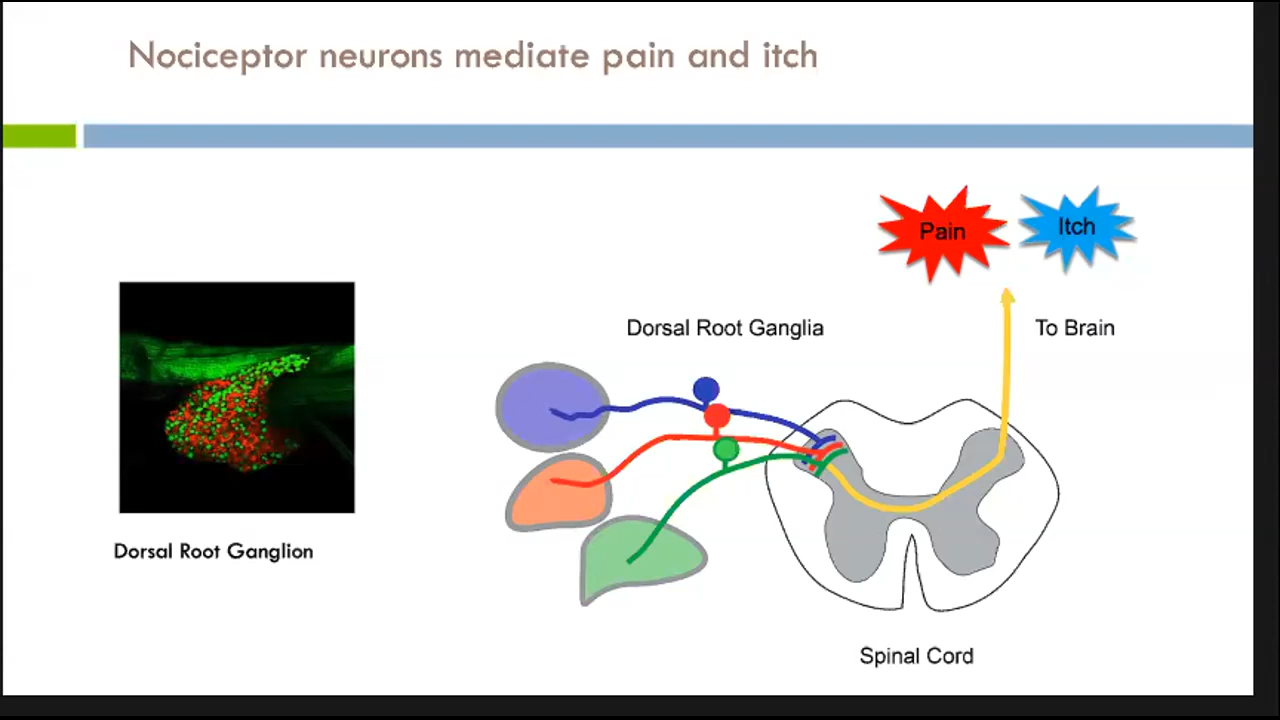 Nociceptor neurons mediate pain and itch
Pain
Itch
Dorsal Root Ganglia
To Brain
Dorsal Root Ganglion
Spinal Cord